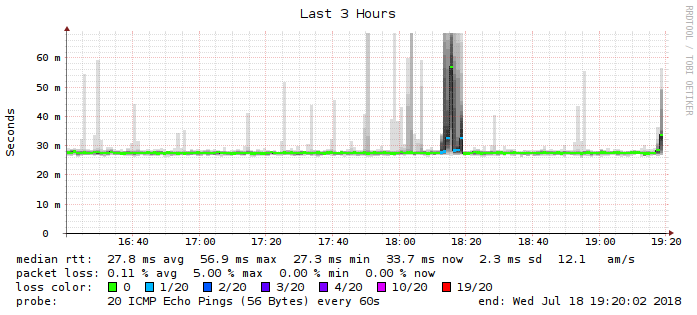 Last 3 Hours
RRDTOOL / TOBI OETIKER
Seconds
60 m
50 m
40 m
30 m
20 m
10 m
0
16:40 17:00 17:20 17:40 18:00 18:20 18:40 19:00 19:20
median rtt: 27.8 ms avg 56.9 ms max 27.3 ms min 33.7 ms now 2.3 ms sd 12.1 am/s
packet loss: 0.11 % avg 5.00 % max 0.00 % min 0.00 % now
loss color: 0 1/20 2/20 3/20 4/20 10/20 19/20
probe: 20 ICMP Echo Pings (56 Bytes) every 60s end: Wed Jul 18 19:20:02 2018